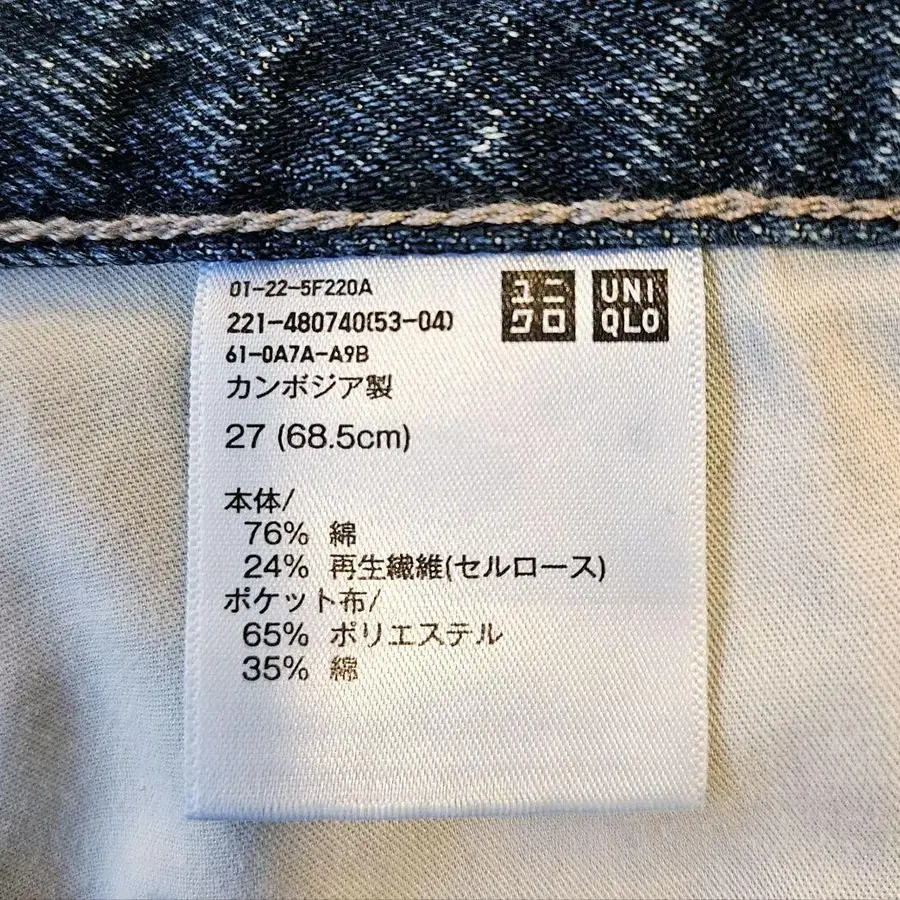 01-22-5F220A
221-480740(53-04)
61-0A7A-A9B
カンボジア製
ユニ
クロ
UNI
QLO
27 (68.5cm)
本体/
76% 綿
24% 再生繊維(セルロース)
ポケット布/
65% ポリエステル
35% 綿